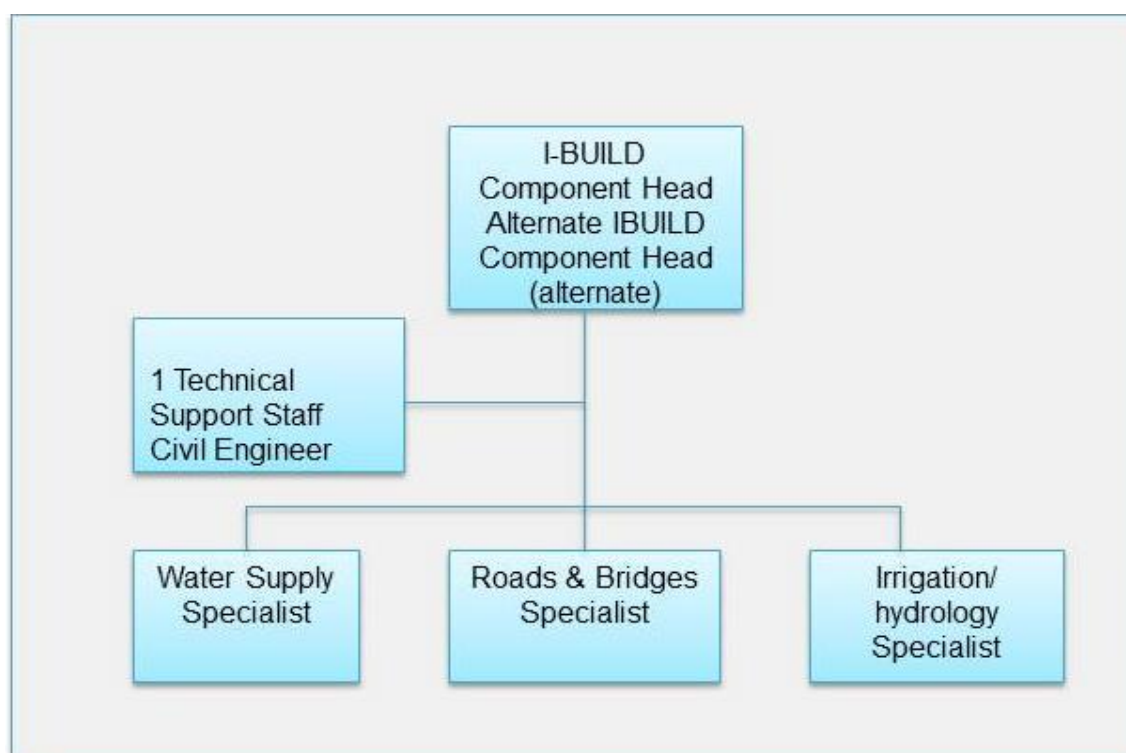 I-BUILD
Component Head
Alternate IBUILD
Component Head
(alternate)
1 Technical
Support Staff
Civil Engineer
Water Supply
Specialist
Roads & Bridges
Specialist
Irrigation/
hydrology
Specialist